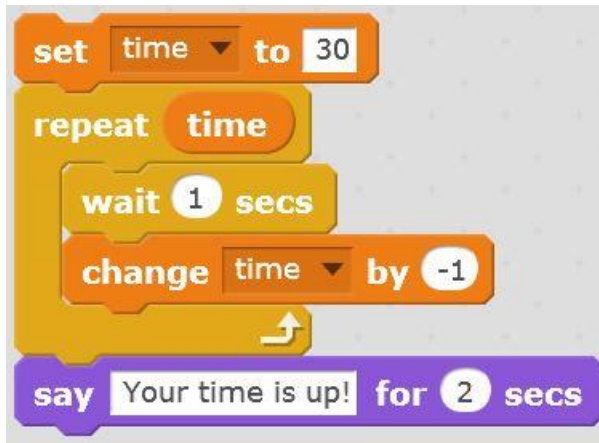 set time to 30
repeat time
wait 1 secs
change time by -1
say Your time is up! for 2 secs